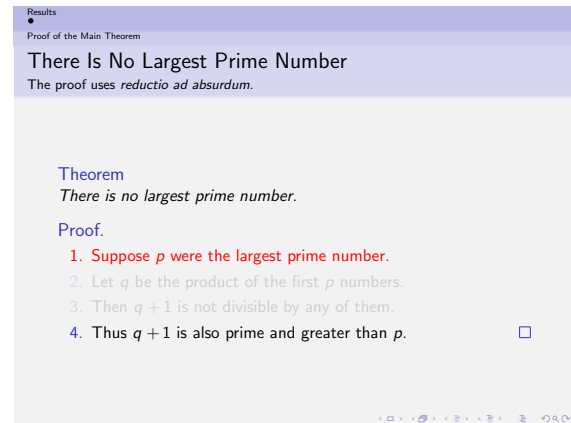 Results
Proof of the Main Theorem
There Is No Largest Prime Number
The proof uses reductio ad absurdum.
Theorem
There is no largest prime number.
Proof.
1. Suppose p were the largest prime number.
2. Let q be the product of the first p numbers.
3. Then q + 1 is not divisible by any of them.
4. Thus q + 1 is also prime and greater than p.